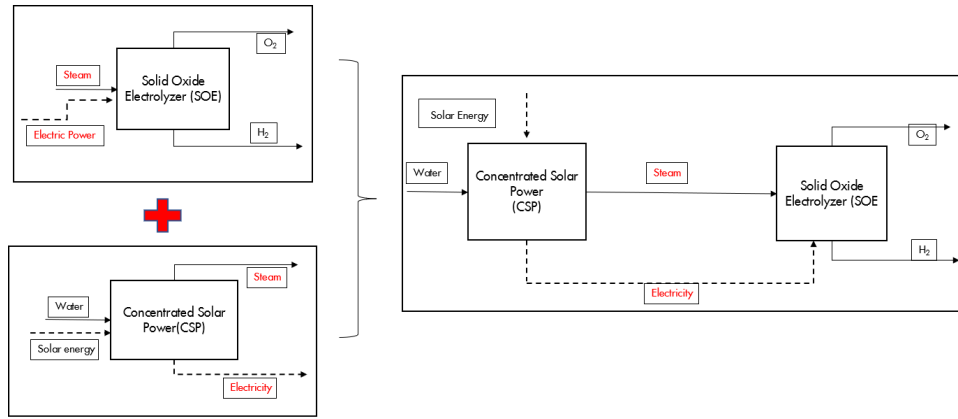 O₂
Steam
Solid Oxide
Electrolyzer (SOE)
Electric Power
H₂
Steam
Water
Concentrated Solar
Power(CSP)
Solar energy
Electricity
Solar Energy
O₂
Water
Concentrated Solar
Power
(CSP)
Steam
Solid Oxide
Electrolyzer (SOE
H₂
Electricity